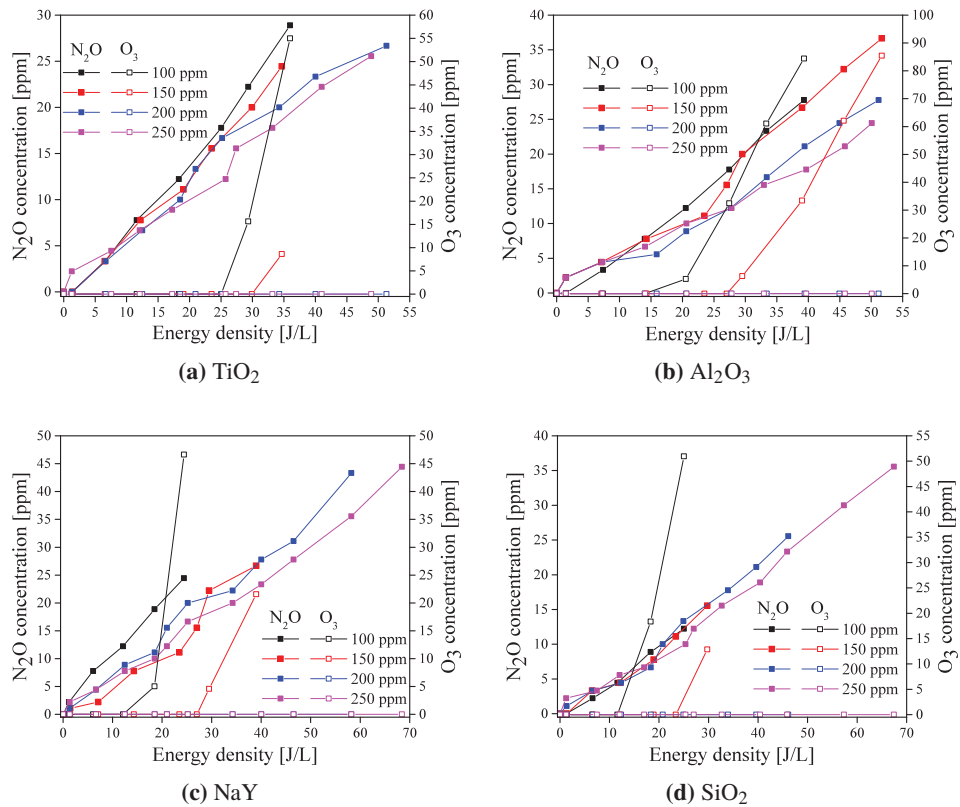 N2O concentration [ppm]
30
25
20
15
10
5
0
N2O O3
100 ppm
150 ppm
200 ppm
250 ppm
60
55
50
45
40
35
30
25
20
15
10
5
0
O3 concentration [ppm]
0 5 10 15 20 25 30 35 40 45 50 55
Energy density [J/L]
(a) TiO2
N2O concentration [ppm]
40
35
30
25
20
15
10
5
0
N2O O3
100 ppm
150 ppm
200 ppm
250 ppm
100
90
80
70
60
50
40
30
20
10
0
O3 concentration [ppm]
0 5 10 15 20 25 30 35 40 45 50 55
Energy density [J/L]
(b) Al2O3
N2O concentration [ppm]
50
45
40
35
30
25
20
15
10
5
0
N2O O3
100 ppm
150 ppm
200 ppm
250 ppm
50
45
40
35
30
25
20
15
10
5
0
O3 concentration [ppm]
0 10 20 30 40 50 60 70
Energy density [J/L]
(c) NaY
N2O concentration [ppm]
40
35
30
25
20
15
10
5
0
N2O O3
100 ppm
150 ppm
200 ppm
250 ppm
55
50
45
40
35
30
25
20
15
10
5
0
O3 concentration [ppm]
0 10 20 30 40 50 60 70
Energy density [J/L]
(d) SiO2